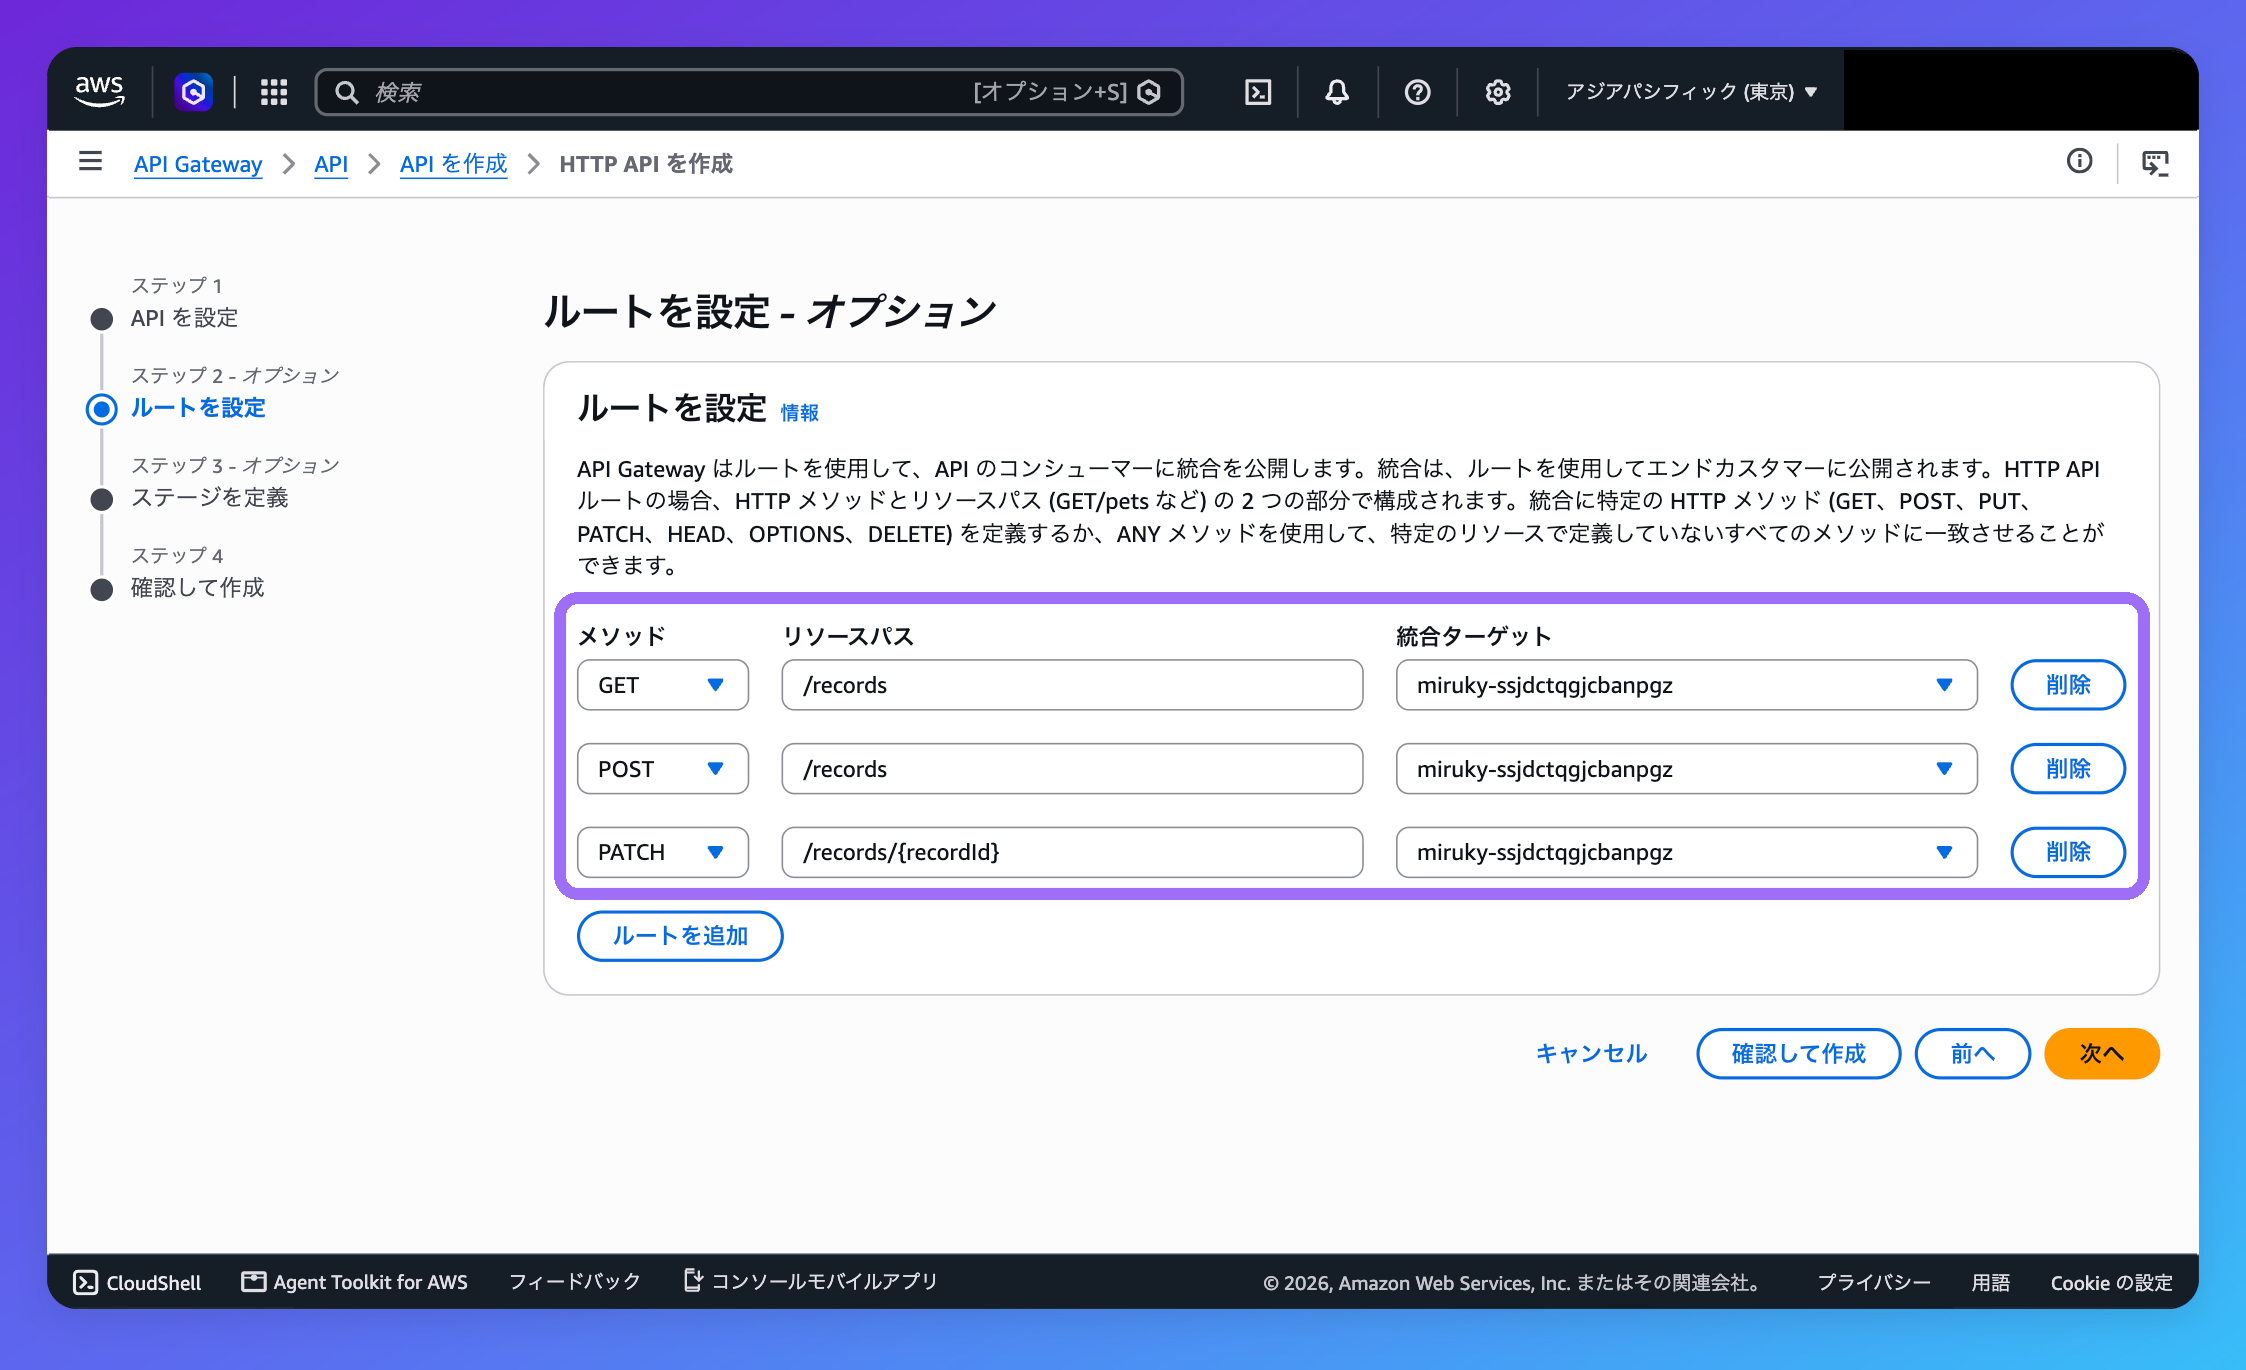 aws
検索
[オプション+S]
アジアパシフィック (東京)
API Gateway
API
API を作成
HTTP API を作成
ステップ 1
API を設定
ステップ 2 - オプション
ルートを設定
ステップ 3 - オプション
ステージを定義
ステップ 4
確認して作成
ルートを設定 - オプション
ルートを設定 情報
API Gateway はルートを使用して、API のコンシューマーに統合を公開します。統合は、ルートを使用してエンドカスタマーに公開されます。HTTP API
ルートの場合、HTTP メソッドとリソースパス (GET/pets など) の 2 つの部分で構成されます。統合に特定の HTTP メソッド (GET、POST、PUT、
PATCH、HEAD、OPTIONS、DELETE) を定義するか、ANY メソッドを使用して、特定のリソースで定義していないすべてのメソッドに一致させることが
できます。
メソッド
リソースパス
統合ターゲット
GET
/records
miruky-ssjdctqgjcbanpgz
削除
POST
/records
miruky-ssjdctqgjcbanpgz
削除
PATCH
/records/{recordId}
miruky-ssjdctqgjcbanpgz
削除
ルートを追加
キャンセル
確認して作成
前へ
次へ
CloudShell
Agent Toolkit for AWS
フィードバック
コンソールモバイルアプリ
© 2026, Amazon Web Services, Inc. またはその関連会社。
プライバシー
用語
Cookie の設定